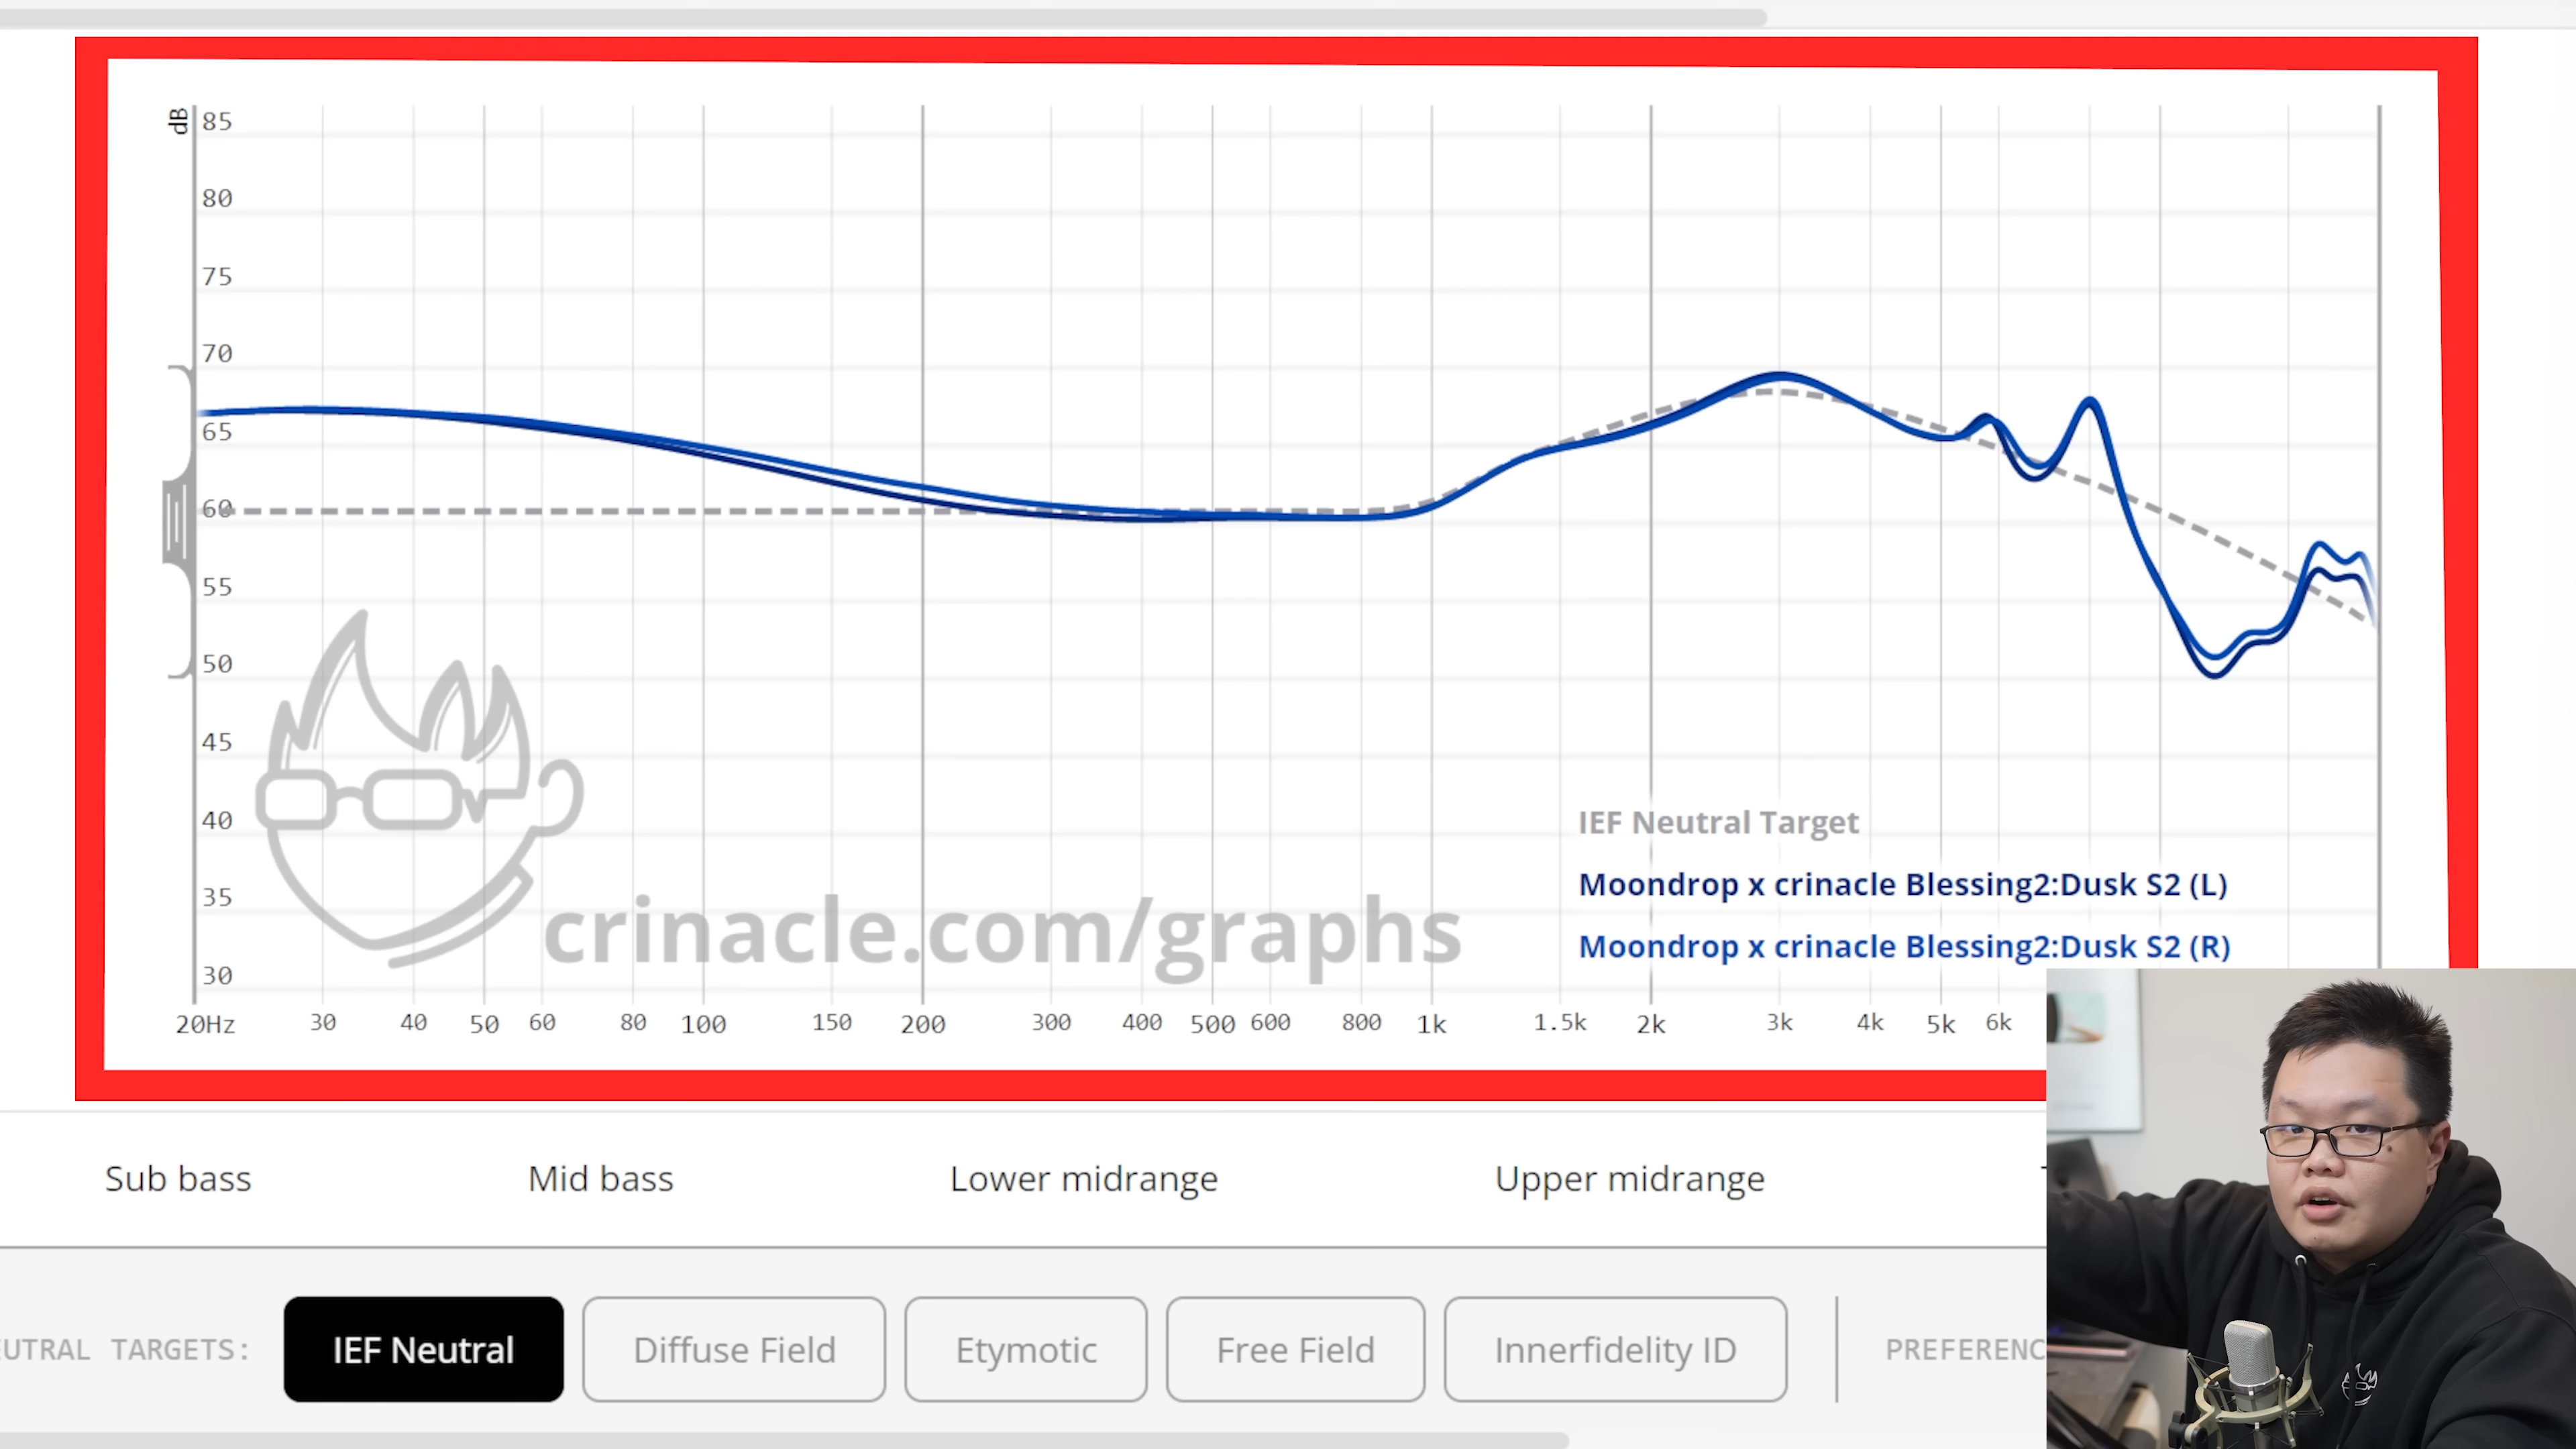 dB
85
80
75
70
65
60
55
50
45
40
35
30
IEF Neutral Target
Moondrop x crinacle Blessing2:Dusk S2 (L)
Moondrop x crinacle Blessing2:Dusk S2 (R)
crinacle.com/graphs
20Hz 30 40 50 60 80 100 150 200 300 400 500 600 800 1k 1.5k 2k 3k 4k 5k 6k
Sub bass Mid bass Lower midrange Upper midrange
EUTRAL TARGETS: IEF Neutral Diffuse Field Etymotic Free Field Innerfidelity ID PREFERENC